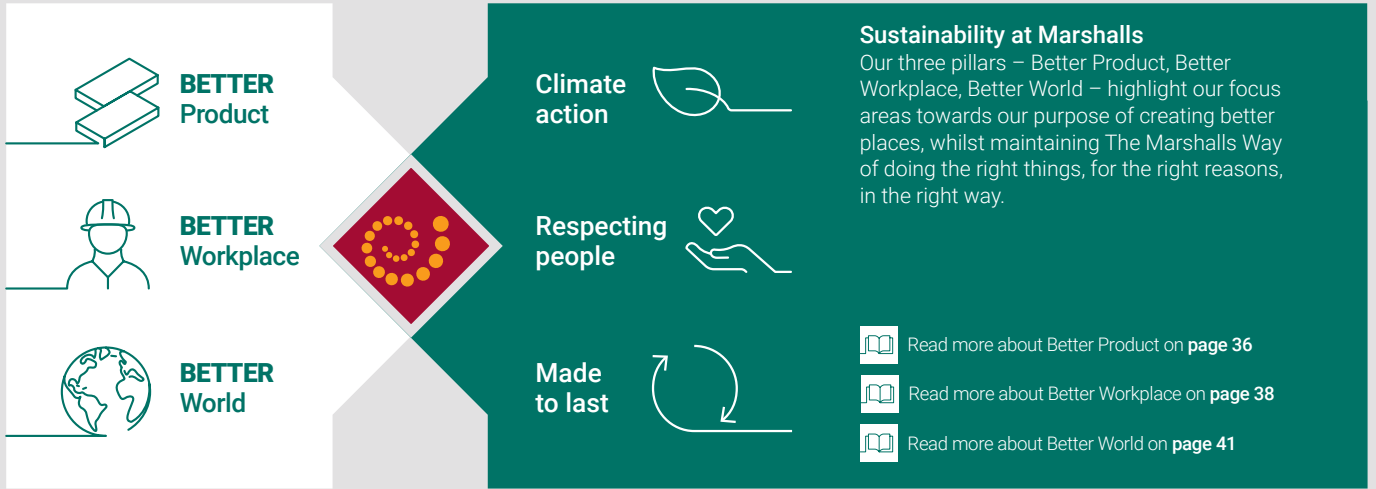 BETTER
Product
BETTER
Workplace
BETTER
World
Climate
action
Respecting
people
Made
to last
Sustainability at Marshalls
Our three pillars – Better Product, Better
Workplace, Better World – highlight our focus
areas towards our purpose of creating better
places, whilst maintaining The Marshalls Way
of doing the right things, for the right reasons,
in the right way.
Read more about Better Product on page 36
Read more about Better Workplace on page 38
Read more about Better World on page 41